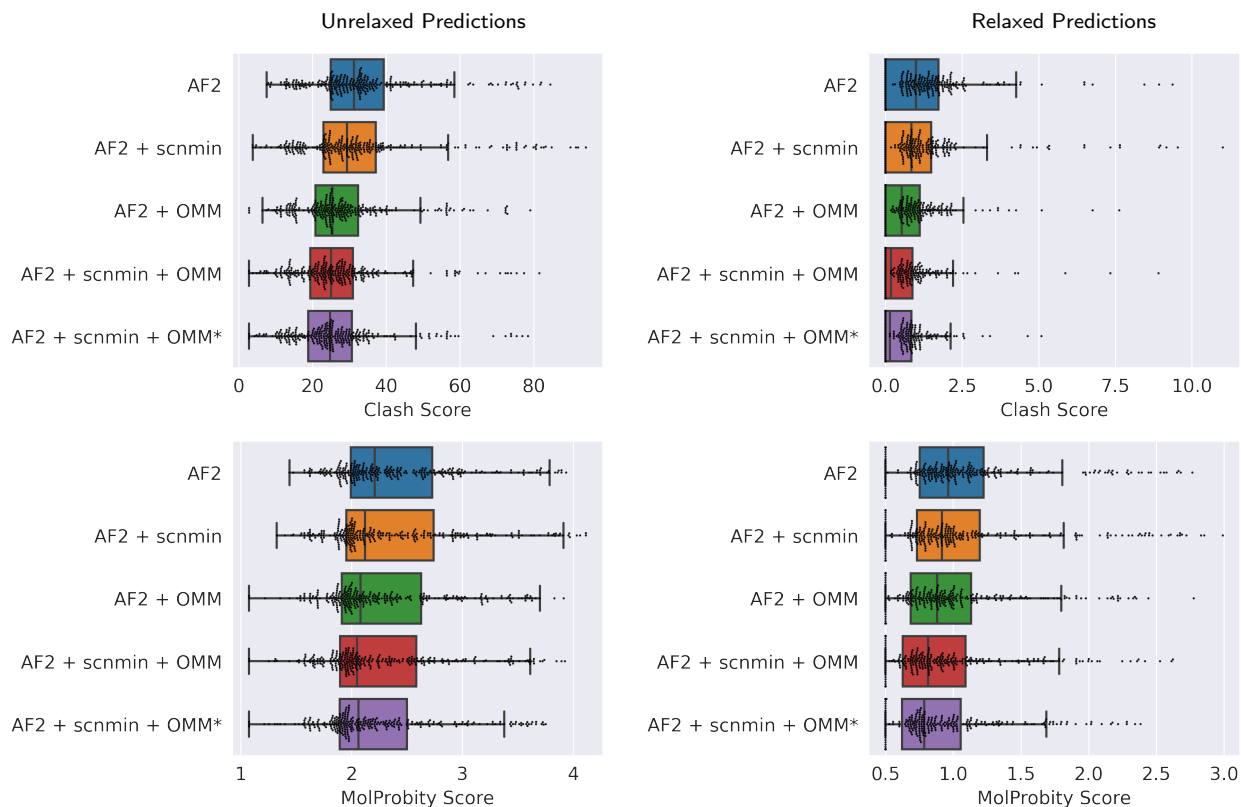 Unrelaxed Predictions
AF2
AF2 + scnmin
AF2 + OMM
AF2 + scnmin + OMM
AF2 + scnmin + OMM*
0 20 40 60 80
Clash Score
Relaxed Predictions
AF2
AF2 + scnmin
AF2 + OMM
AF2 + scnmin + OMM
AF2 + scnmin + OMM*
0.0 2.5 5.0 7.5 10.0
Clash Score
AF2
AF2 + scnmin
AF2 + OMM
AF2 + scnmin + OMM
AF2 + scnmin + OMM*
1 2 3 4
MolProbity Score
AF2
AF2 + scnmin
AF2 + OMM
AF2 + scnmin + OMM
AF2 + scnmin + OMM*
0.5 1.0 1.5 2.0 2.5 3.0
MolProbity Score